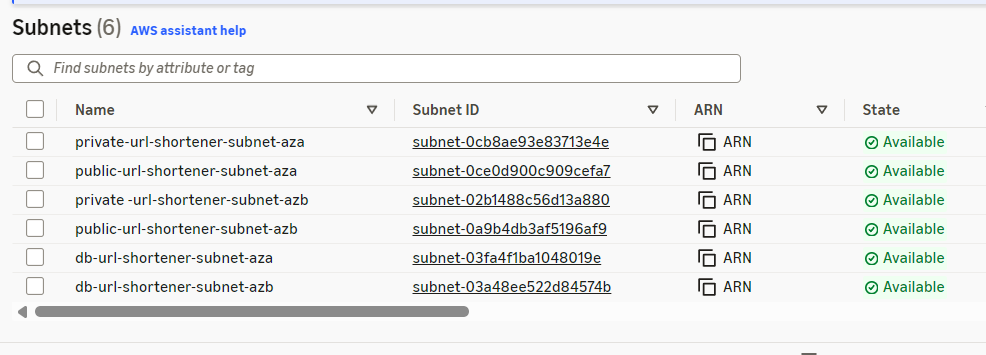 Subnets (6) AWS assistant help
Find subnets by attribute or tag
Name Subnet ID ARN State
private-url-shortener-subnet-aza subnet-0cb8ae93e83713e4e ARN Available
public-url-shortener-subnet-aza subnet-0ce0d900c909cefa7 ARN Available
private -url-shortener-subnet-azb subnet-02b1488c56d13a880 ARN Available
public-url-shortener-subnet-azb subnet-0a9b4db3af5196af9 ARN Available
db-url-shortener-subnet-aza subnet-03fa4f1ba1048019e ARN Available
db-url-shortener-subnet-azb subnet-03a48ee522d84574b ARN Available